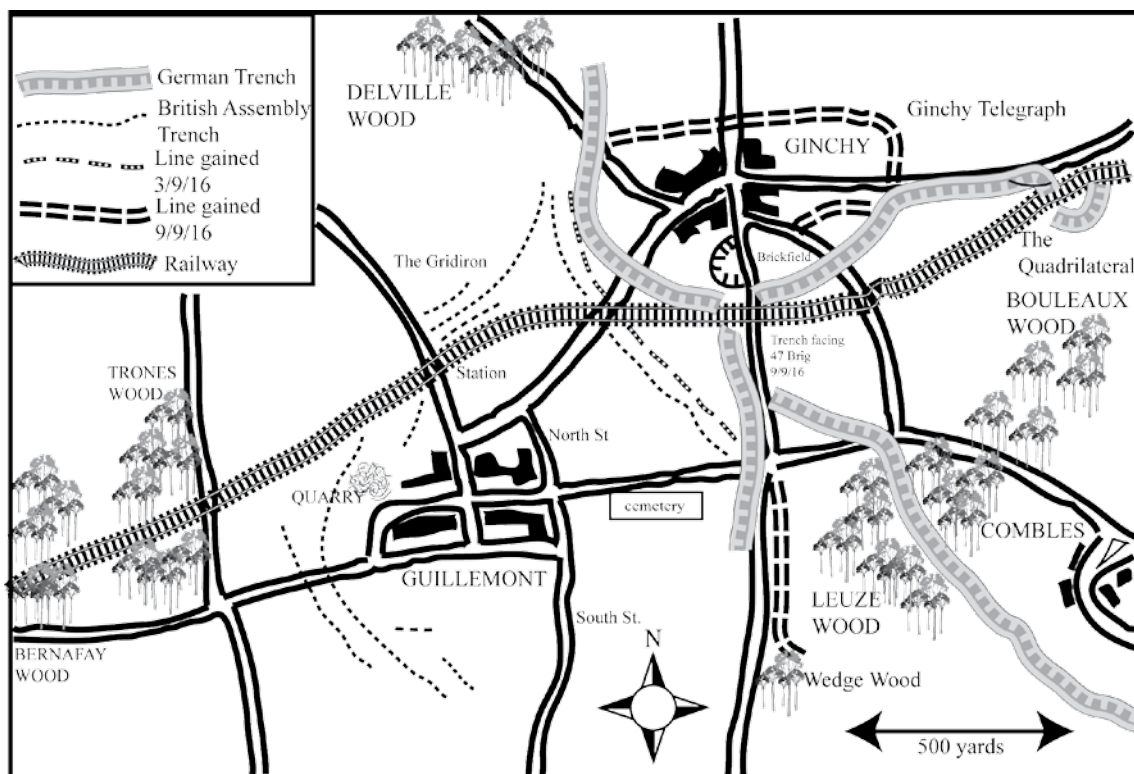 German Trench
British Assembly
Trench
Line gained
3/9/16
Line gained
9/9/16
Railway
DELVILLE
WOOD
Ginchy Telegraph
GINCHY
The Gridiron
Brickfield
The
Quadrilateral
BOULEAUX
WOOD
Trench facing
47 Brig
9/9/16
TRONES
WOOD
Station
North St
QUARRY
cemetery
COMBLES
GUILLEMONT
LEUZE
WOOD
South St.
N
BERNAFAY
WOOD
Wedge Wood
500 yards